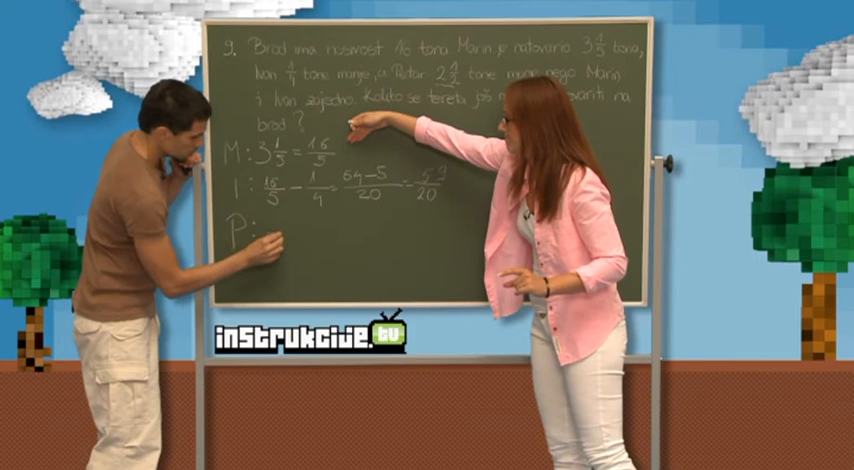 9. Brod ima nosivost 16 tona. Marin je natovario 3 1/5 tona,
Ivan 1/4 tone manje, a Petar 2 1/2 tone manje nego Marin
i Ivan zajedno. Koliko se tereta još na
brod?
M: 3 1/5 = 16/5
I: 16/5 - 1/4 = 64-5/20 = 59/20
P:
instrukcije.tv